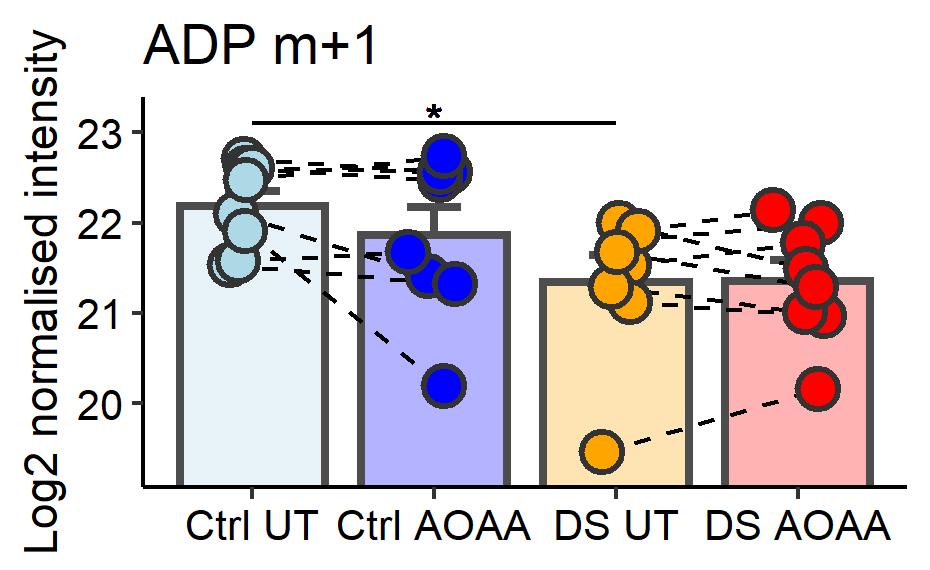 ADP m+1
Log2 normalised intensity
*
23
22
21
20
Ctrl UT Ctrl AOAA DS UT DS AOAA